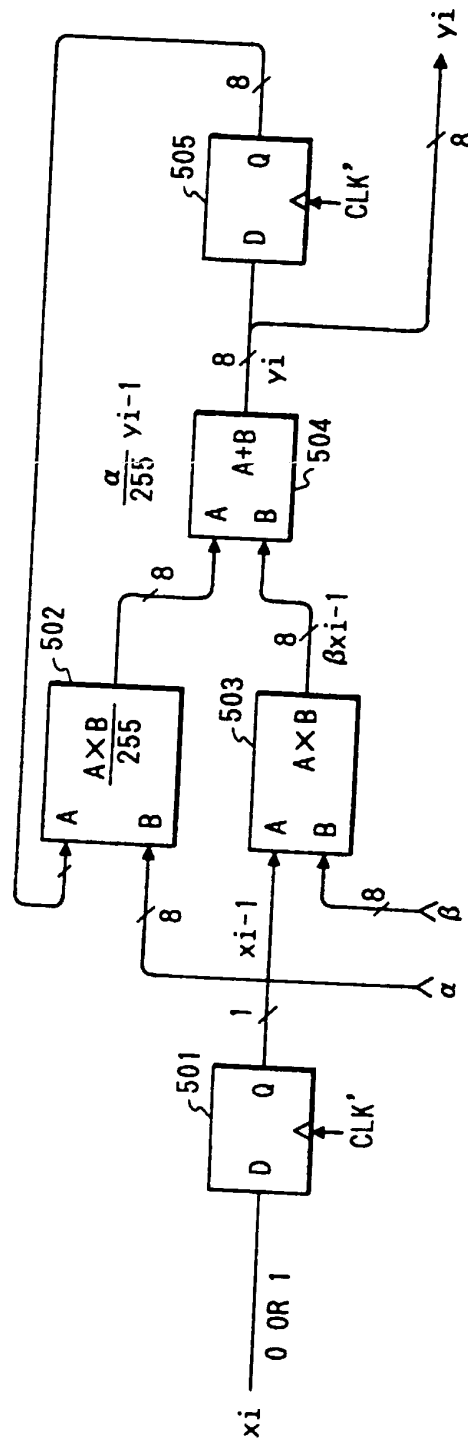 xi
0 OR 1
501
D
Q
CLK'
1
xi-1
α
8
β
8
502
A
B
A×B
255
503
A
B
A×B
8
8
βxi-1
α
255
yi-1
504
A
B
A+B
8
yi
505
D
Q
CLK'
8
8
yi